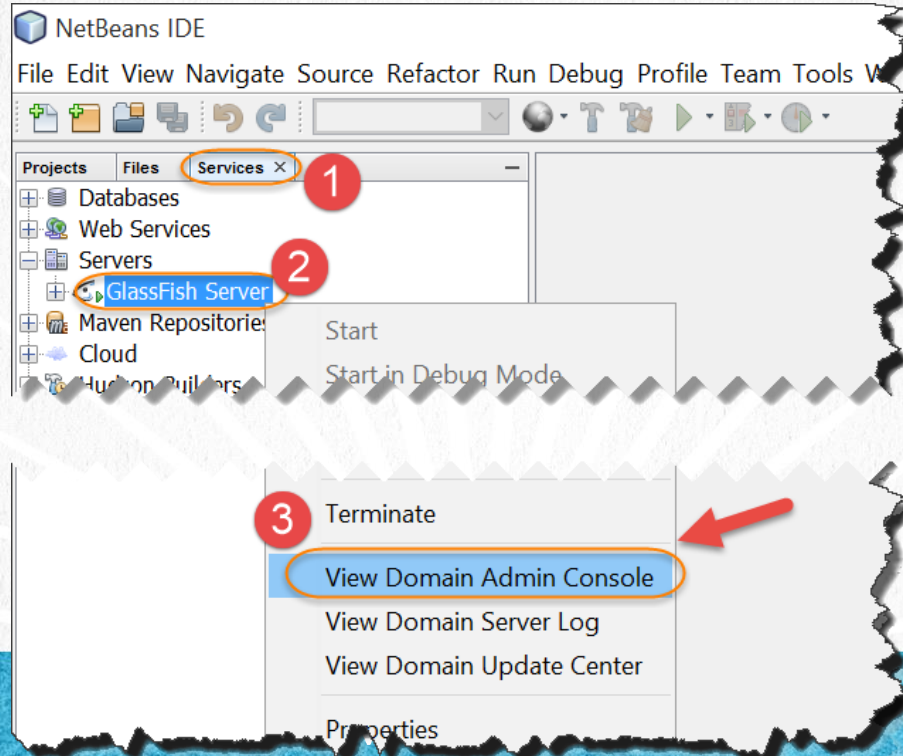 NetBeans IDE
File Edit View Navigate Source Refactor Run Debug Profile Team Tools
Projects Files Services × 1
Databases
Web Services
Servers 2
GlassFish Server
Maven Repositories
Start
Cloud
Start in Debug Mode
Hudson Builders
3 Terminate
View Domain Admin Console
View Domain Server Log
View Domain Update Center
Properties